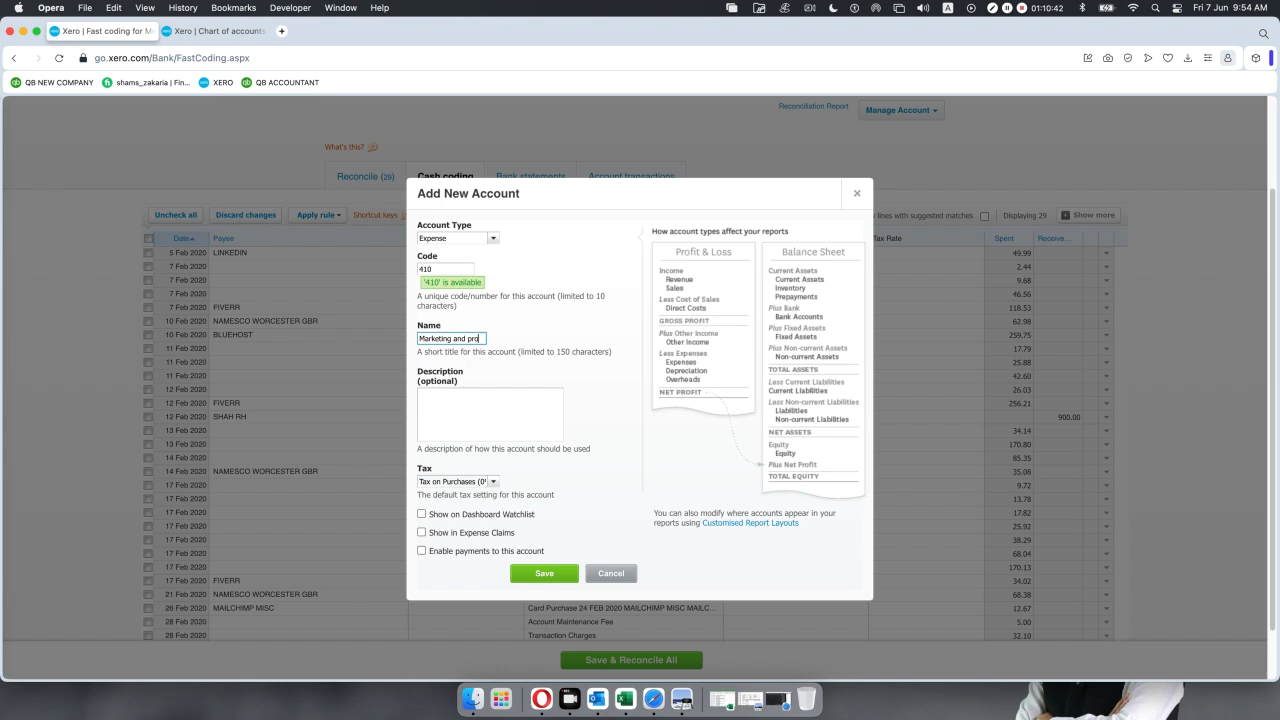 Opera File Edit View History Bookmarks Developer Window Help 01:10:42 Fri 17 Jun 9:54 AM
Xero | Fast coding for M
Xero | Chart of accounts
go.xero.com/Bank/FastCoding.aspx
QB NEW COMPANY shams_zakaria | Fin... XERO QB ACCOUNTANT
Reconciliation Report Manage Account
What's this?
Reconcile (29) Cash coding Bank statements Account transactions
Uncheck all Discard changes Apply rule Shortcut keys lines with suggested matches Displaying 29 Show more
Date Payee Tax Rate Spent Receive...
5 Feb 2020 LINKEDIN 49.99
7 Feb 2020 2.44
7 Feb 2020 9.68
7 Feb 2020 46.56
7 Feb 2020 FIVERR 118.53
10 Feb 2020 NAMESCO WORCESTER GBR 62.98
10 Feb 2020 BLUEHOST 259.75
11 Feb 2020 17.79
11 Feb 2020 25.88
11 Feb 2020 42.60
12 Feb 2020 26.03
12 Feb 2020 FIVERR 256.21
12 Feb 2020 SHAH RH 900.00
13 Feb 2020 34.14
13 Feb 2020 170.80
14 Feb 2020 85.35
14 Feb 2020 NAMESCO WORCESTER GBR 35.08
17 Feb 2020 9.72
17 Feb 2020 13.78
17 Feb 2020 17.82
17 Feb 2020 25.92
17 Feb 2020 38.29
17 Feb 2020 68.04
17 Feb 2020 170.13
17 Feb 2020 FIVERR 34.02
21 Feb 2020 NAMESCO WORCESTER GBR 68.38
26 Feb 2020 MAILCHIMP MISC Card Purchase 24 FEB 2020 MAILCHIMP MISC MAILC... 12.67
28 Feb 2020 Account Maintenance Fee 5.00
28 Feb 2020 Transaction Charges 32.10
Save & Reconcile All
Add New Account
Account Type
Expense
Code
410
'410' is available
A unique code/number for this account (limited to 10
characters)
Name
Marketing and pro
A short title for this account (limited to 150 characters)
Description
(optional)
A description of how this account should be used
Tax
Tax on Purchases (0
The default tax setting for this account
Show on Dashboard Watchlist
Show in Expense Claims
Enable payments to this account
Save Cancel
How account types affect your reports
Profit & Loss
Income
Revenue
Sales
Less Cost of Sales
Direct Costs
GROSS PROFIT
Plus Other Income
Other Income
Less Expenses
Expenses
Depreciation
Overheads
NET PROFIT
Balance Sheet
Current Assets
Current Assets
Inventory
Prepayments
Plus Bank
Bank Accounts
Plus Fixed Assets
Fixed Assets
Plus Non-current Assets
Non-current Assets
TOTAL ASSETS
Less Current Liabilities
Current Liabilities
Less Non-current Liabilities
Liabilities
Non-current Liabilities
NET ASSETS
Equity
Equity
Plus Net Profit
TOTAL EQUITY
You can also modify where accounts appear in your
reports using Customised Report Layouts